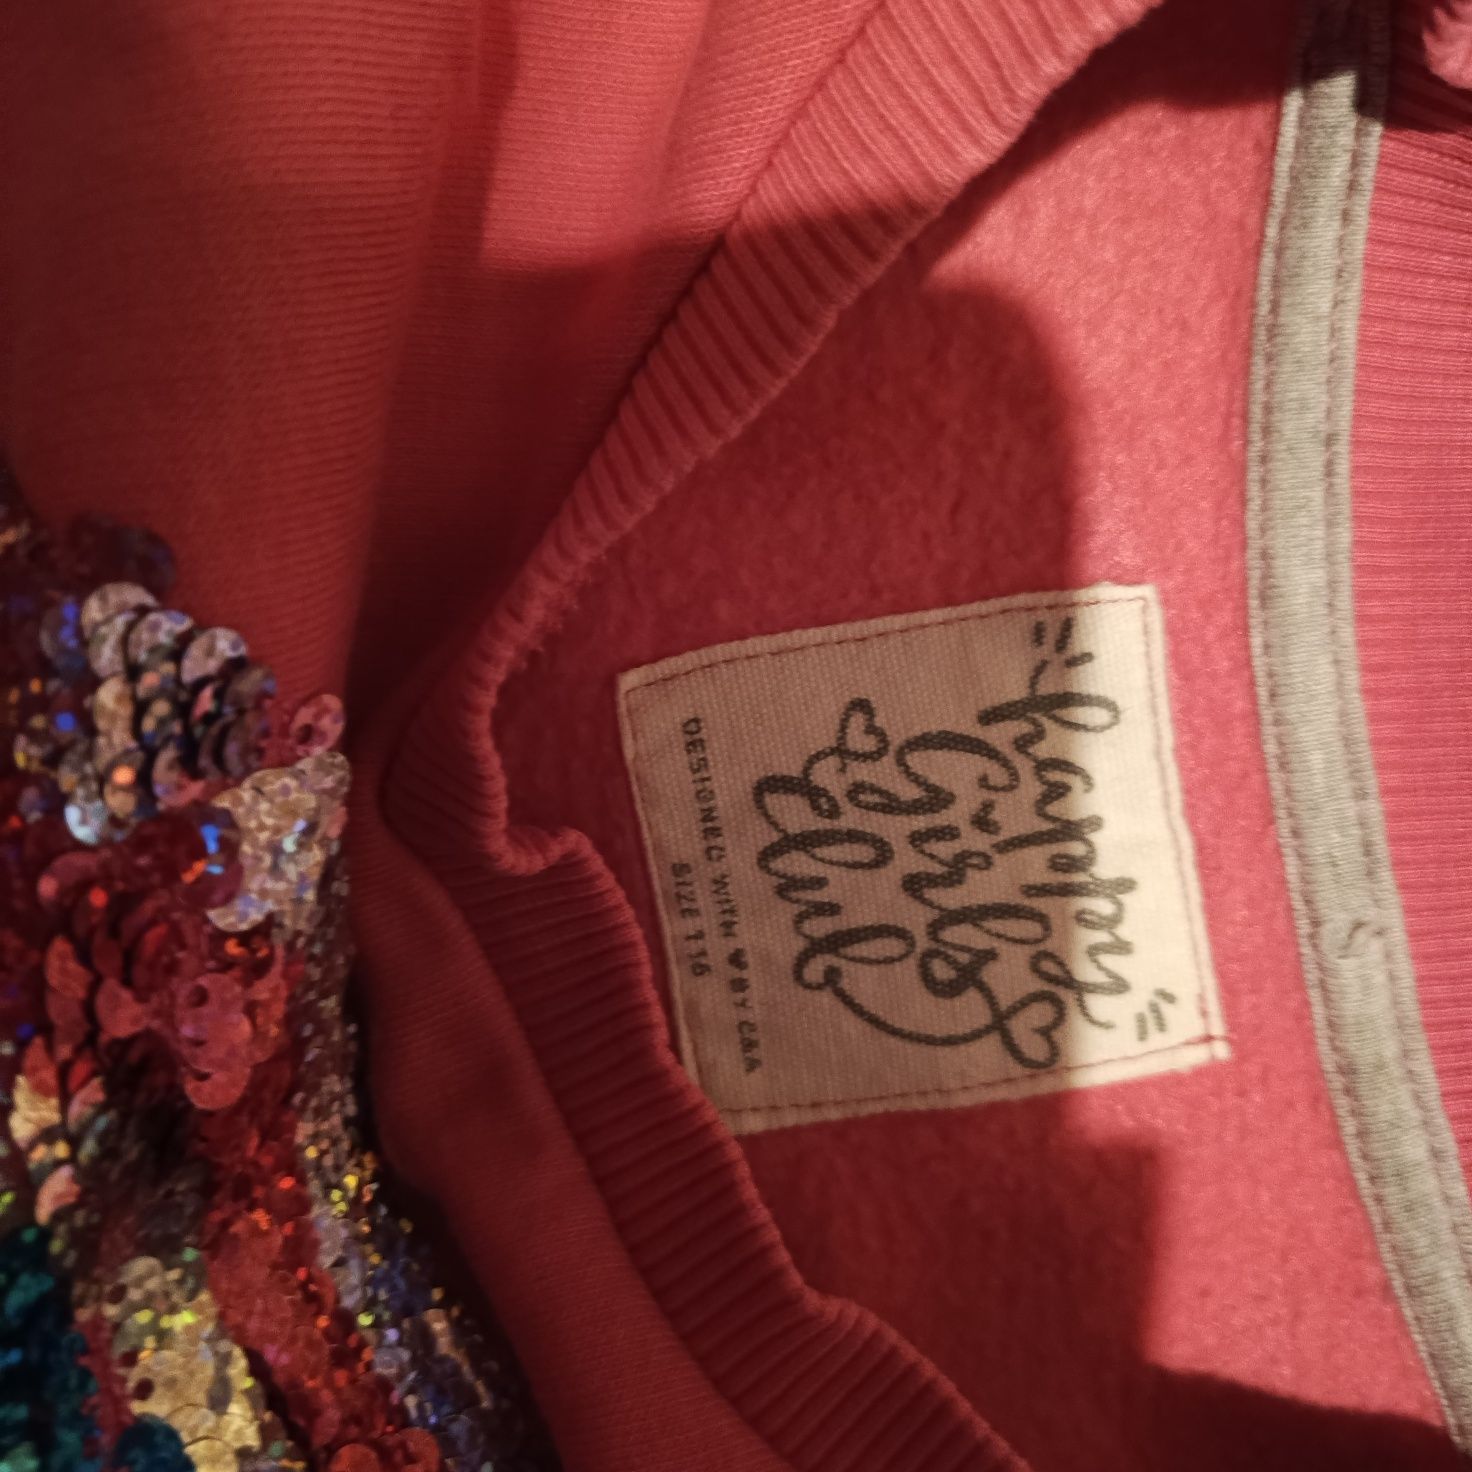 happy
Girls
Club
DESIGNED WITH ♥ BY C&A
SIZE 116